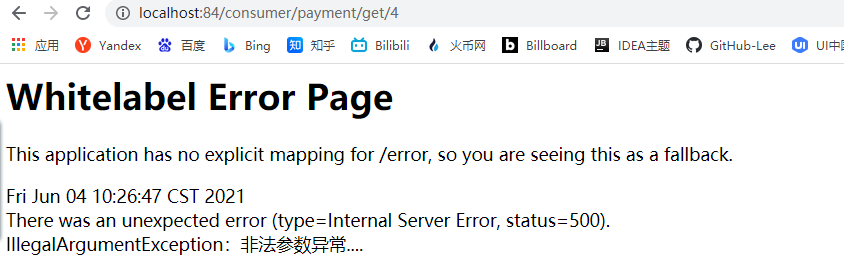 localhost:84/consumer/payment/get/4
应用 Yandex 百度 Bing 知乎 Bilibili 火币网 Billboard IDEA主题 GitHub-Lee UI中国
Whitelabel Error Page
This application has no explicit mapping for /error, so you are seeing this as a fallback.
Fri Jun 04 10:26:47 CST 2021
There was an unexpected error (type=Internal Server Error, status=500).
IllegalArgumentException：非法参数异常....